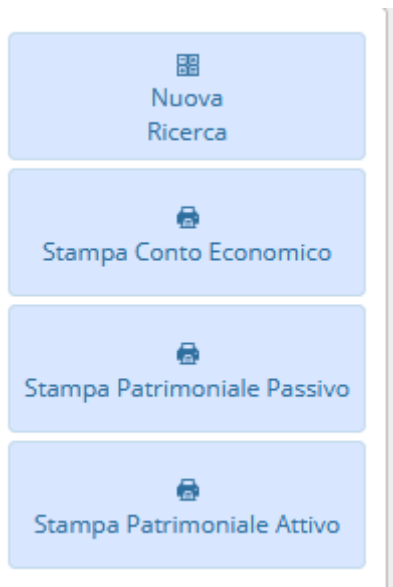 Nuova
Ricerca
Stampa Conto Economico
Stampa Patrimoniale Passivo
Stampa Patrimoniale Attivo